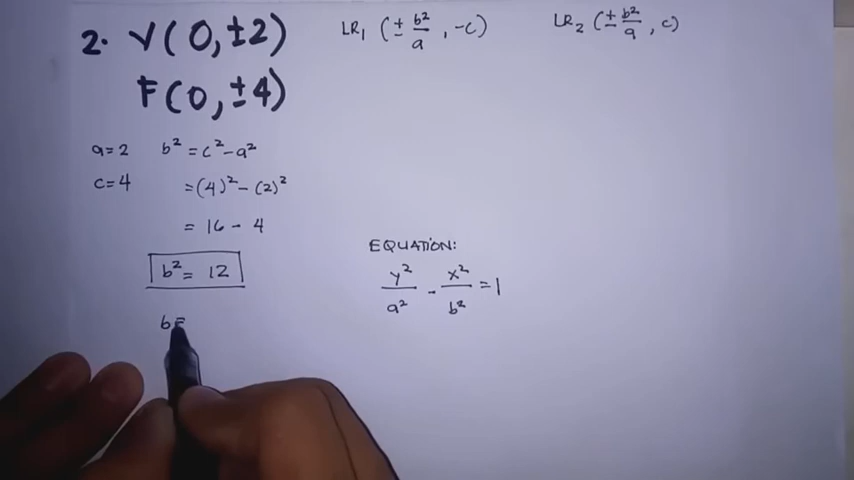 2. V(0, ±2)
F(0, ±4)
LR₁ (± b²/a, -c)
LR₂ (± b²/a, c)
a=2 b² = c² - a²
c=4 = (4)² - (2)²
= 16 - 4
b² = 12
b =
EQUATION:
y²/a² - x²/b² = 1